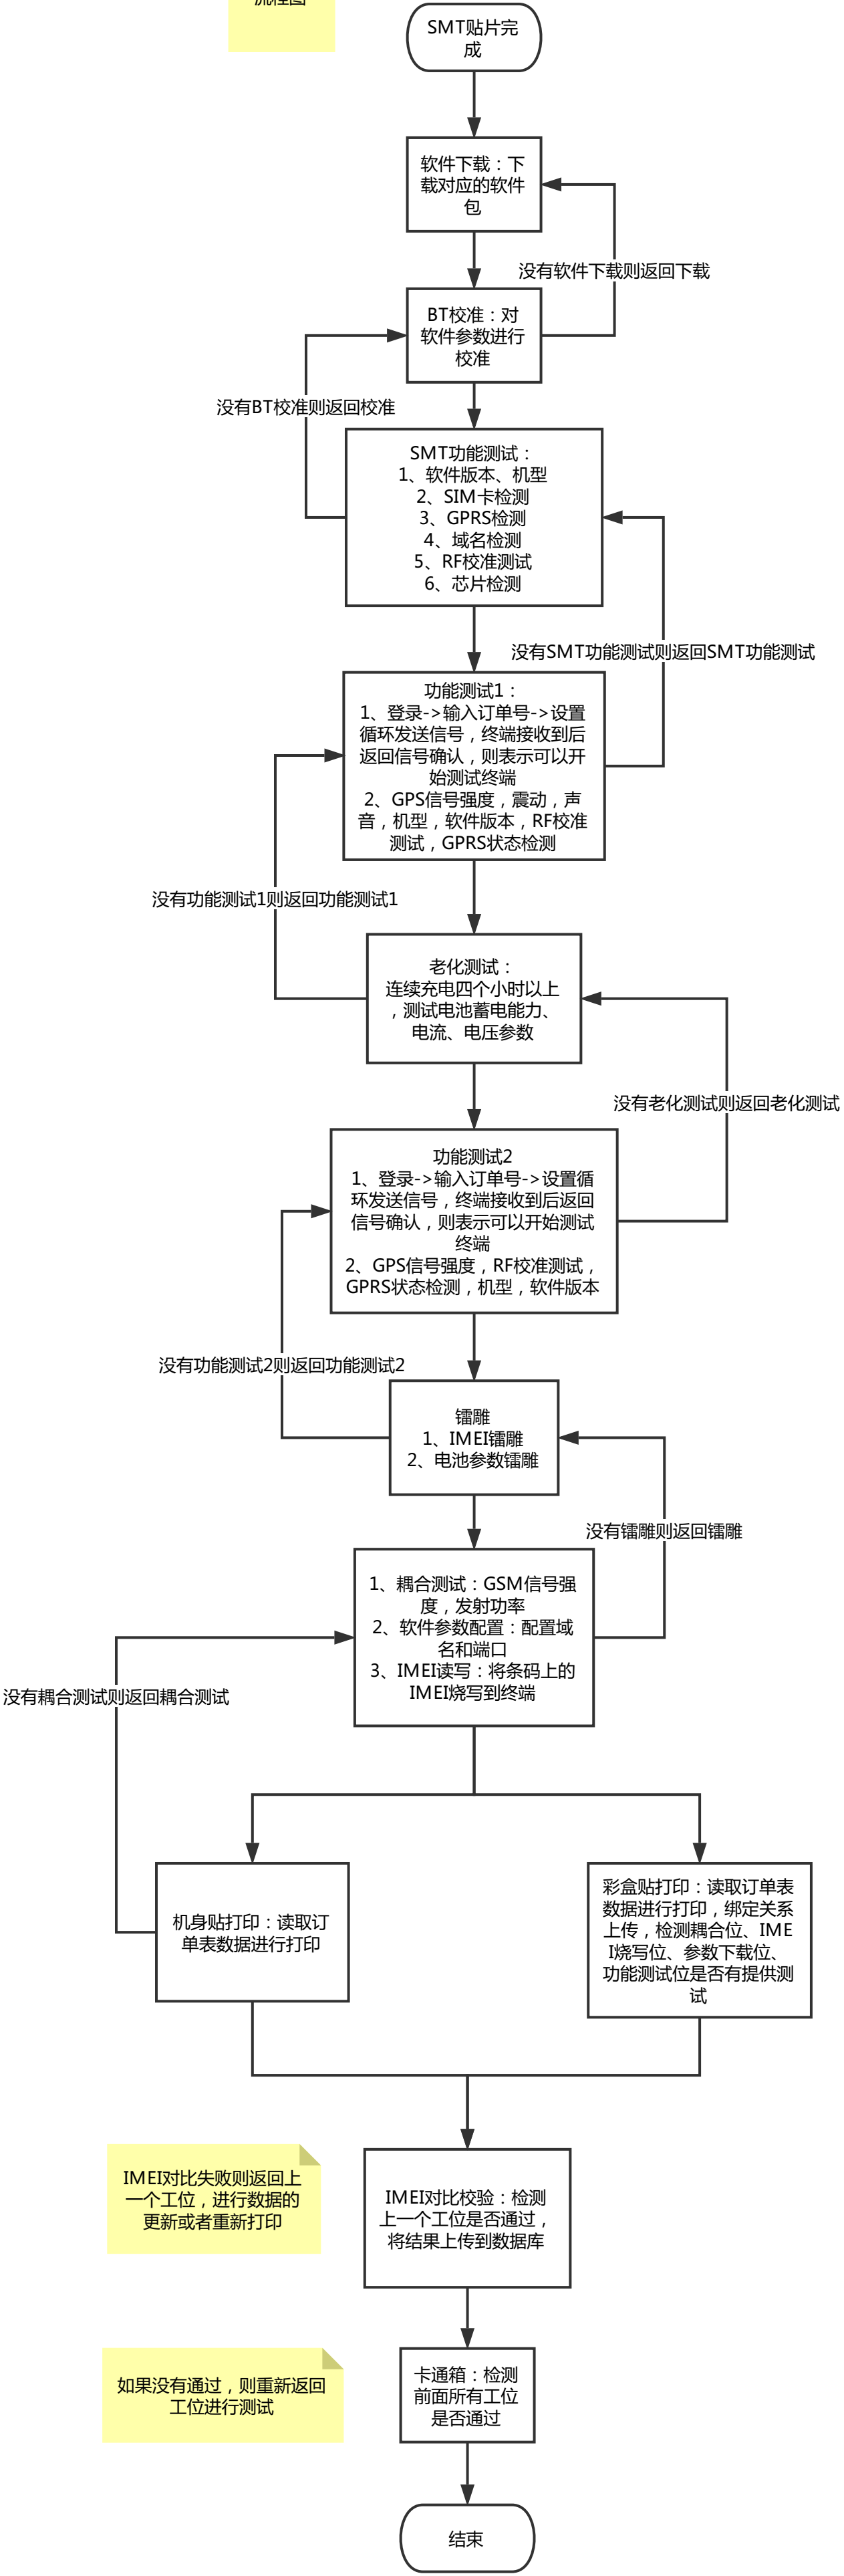 流程图
SMT贴片完
成
软件下载：下
载对应的软件
包
没有软件下载则返回下载
BT校准：对
软件参数进行
校准
没有BT校准则返回校准
SMT功能测试：
1、软件版本、机型
2、SIM卡检测
3、GPRS检测
4、域名检测
5、RF校准测试
6、芯片检测
没有SMT功能测试则返回SMT功能测试
功能测试1：
1、登录->输入订单号->设置
循环发送信号，终端接收到后
返回信号确认，则表示可以开
始测试终端
2、GPS信号强度，震动，声
音，机型，软件版本，RF校准
测试，GPRS状态检测
没有功能测试1则返回功能测试1
老化测试：
连续充电四个小时以上
，测试电池蓄电能力、
电流、电压参数
没有老化测试则返回老化测试
功能测试2
1、登录->输入订单号->设置循
环发送信号，终端接收到后返回
信号确认，则表示可以开始测试
终端
2、GPS信号强度，RF校准测试，
GPRS状态检测，机型，软件版本
没有功能测试2则返回功能测试2
镭雕
1、IMEI镭雕
2、电池参数镭雕
没有镭雕则返回镭雕
1、耦合测试：GSM信号强
度，发射功率
2、软件参数配置：配置域
名和端口
3、IMEI读写：将条码上的
IMEI烧写到终端
没有耦合测试则返回耦合测试
机身贴打印：读取订
单表数据进行打印
彩盒贴打印：读取订单表
数据进行打印，绑定关系
上传，检测耦合位、IME
I烧写位、参数下载位、
功能测试位是否有提供测
试
IMEI对比失败则返回上
一个工位，进行数据的
更新或者重新打印
IMEI对比校验：检测
上一个工位是否通过，
将结果上传到数据库
如果没有通过，则重新返回
工位进行测试
卡通箱：检测
前面所有工位
是否通过
结束